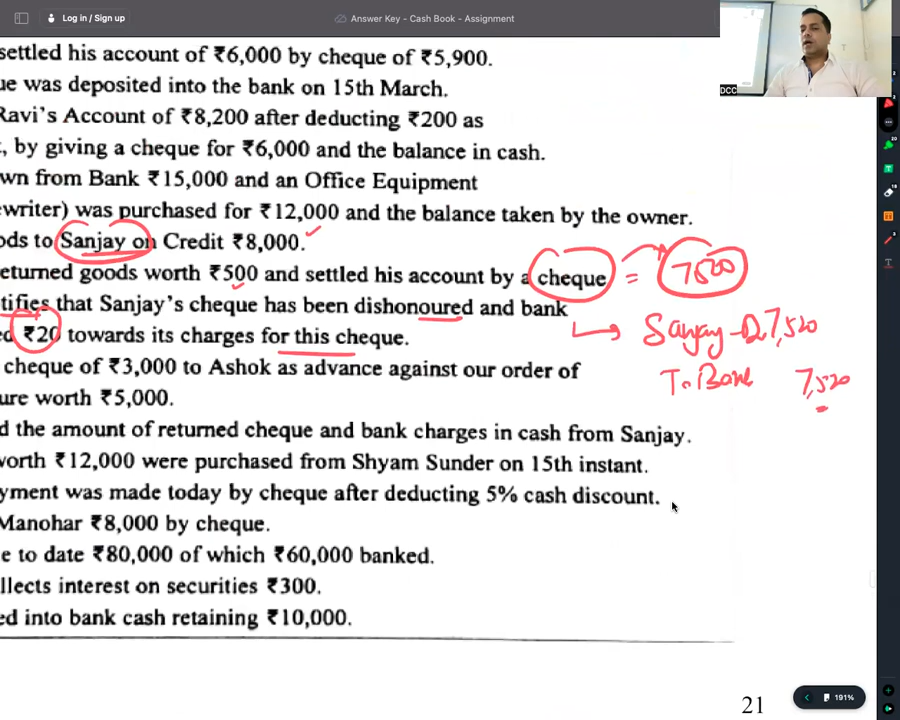 Log in / Sign up
Answer Key - Cash Book - Assignment
DCC
settled his account of ₹6,000 by cheque of ₹5,900.
ue was deposited into the bank on 15th March.
Ravi's Account of ₹8,200 after deducting ₹200 as
, by giving a cheque for ₹6,000 and the balance in cash.
wn from Bank ₹15,000 and an Office Equipment
ewriter) was purchased for ₹12,000 and the balance taken by the owner.
ods to Sanjay on Credit ₹8,000.
eturned goods worth ₹500 and settled his account by a cheque = 7500
tifies that Sanjay's cheque has been dishonoured and bank
Sanjay - Dr 7,520
ed ₹20 towards its charges for this cheque.
To Bank 7,520
cheque of ₹3,000 to Ashok as advance against our order of
ure worth ₹5,000.
d the amount of returned cheque and bank charges in cash from Sanjay.
worth ₹12,000 were purchased from Shyam Sunder on 15th instant.
yment was made today by cheque after deducting 5% cash discount.
Manohar ₹8,000 by cheque.
e to date ₹80,000 of which ₹60,000 banked.
llects interest on securities ₹300.
ed into bank cash retaining ₹10,000.
21
191%